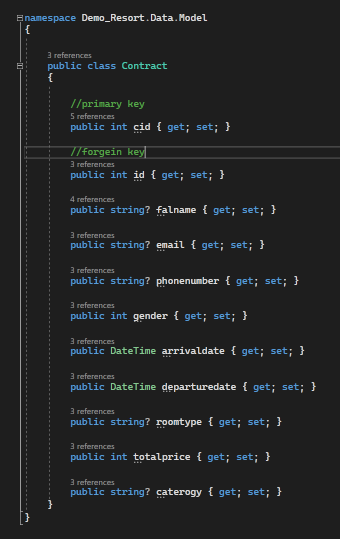 namespace Demo_Resort.Data.Model
{
3 references
public class Contract
{
//primary key
5 references
public int cid { get; set; }
//forgein key
3 references
public int id { get; set; }
4 references
public string? falname { get; set; }
3 references
public string? email { get; set; }
3 references
public string? phonenumber { get; set; }
3 references
public int gender { get; set; }
3 references
public DateTime arrivaldate { get; set; }
3 references
public DateTime departuredate { get; set; }
3 references
public string? roomtype { get; set; }
3 references
public int totalprice { get; set; }
3 references
public string? caterogy { get; set; }
}
}